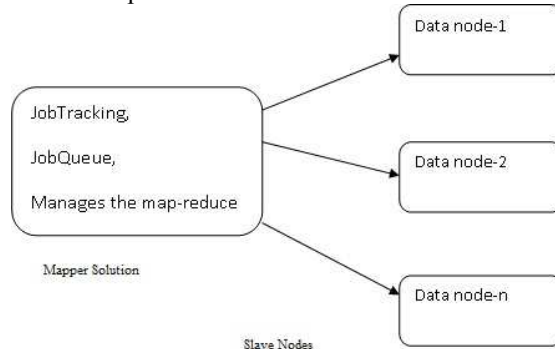 Data node-1
JobTracking,
JobQueue,
Manages the map-reduce
Data node-2
Mapper Solution
Data node-n
Slave Nodes